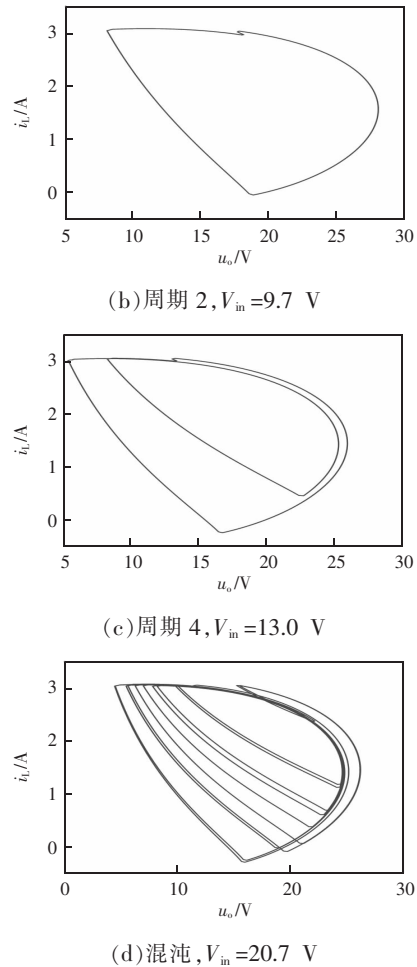 3
2
1
0
i_L/A
5 10 15 20 25 30
u_o/V
(b)周期 2,V_in=9.7 V
3
2
1
0
i_L/A
5 10 15 20 25 30
u_o/V
(c)周期 4,V_in=13.0 V
3
2
1
0
i_L/A
0 10 20 30
u_o/V
(d)混沌,V_in=20.7 V